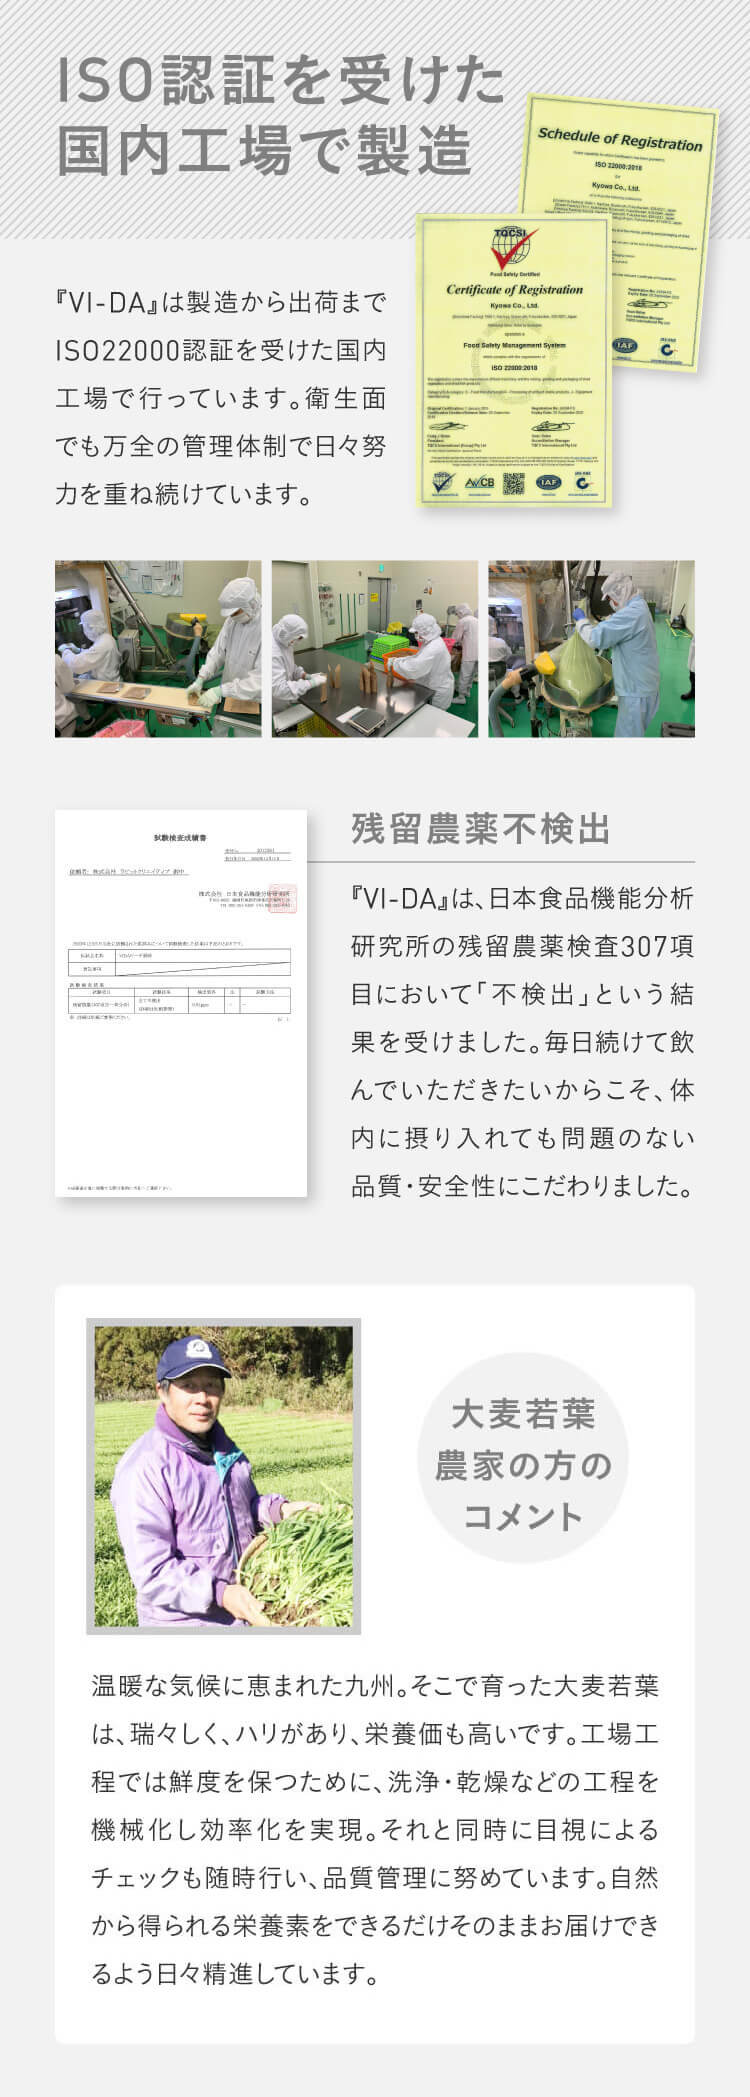 ISO認証を受けた
国内工場で製造
Schedule of Registration
ISO 22000:2018
Kyowa Co., Ltd.
TQCSI
Food Safety Certified
Certificate of Registration
Kyowa Co., Ltd.
Food Safety Management System
ISO 22000:2018
IAF
AWCB
IAF
『VI-DA』は製造から出荷まで
ISO22000認証を受けた国内
工場で行っています。衛生面
でも万全の管理体制で日々努
力を重ね続けています。
試験検査成績書
株式会社 日本食品機能分析研究所
残留農薬不検出
『VI-DA』は、日本食品機能分析
研究所の残留農薬検査307項
目において「不検出」という結
果を受けました。毎日続けて飲
んでいただきたいからこそ、体
内に摂り入れても問題のない
品質・安全性にこだわりました。
大麦若葉
農家の方の
コメント
温暖な気候に恵まれた九州。そこで育った大麦若葉
は、瑞々しく、ハリがあり、栄養価も高いです。工場工
程では鮮度を保つために、洗浄・乾燥などの工程を
機械化し効率化を実現。それと同時に目視による
チェックも随時行い、品質管理に努めています。自然
から得られる栄養素をできるだけそのままお届けでき
るよう日々精進しています。